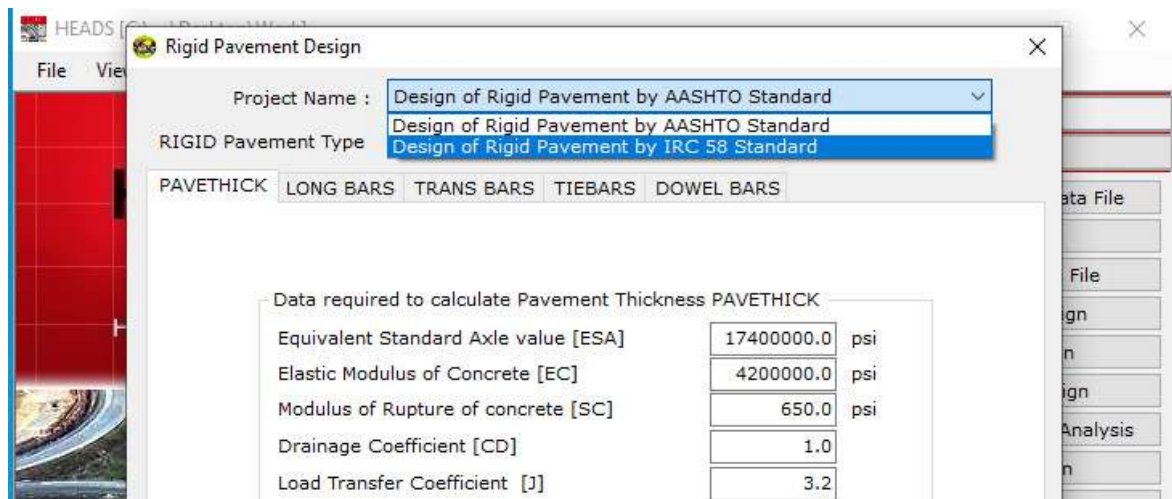 HEADS
Rigid Pavement Design
File
Project Name : Design of Rigid Pavement by AASHTO Standard
Design of Rigid Pavement by AASHTO Standard
RIGID Pavement Type Design of Rigid Pavement by IRC 58 Standard
PAVETHICK LONG BARS TRANS BARS TIEBARS DOWEL BARS
File
Data required to calculate Pavement Thickness PAVETHICK
File
Equivalent Standard Axle value [ESA] 17400000.0 psi
Elastic Modulus of Concrete [EC] 4200000.0 psi
Modulus of Rupture of concrete [SC] 650.0 psi
Drainage Coefficient [CD] 1.0
Analysis
Load Transfer Coefficient [J] 3.2